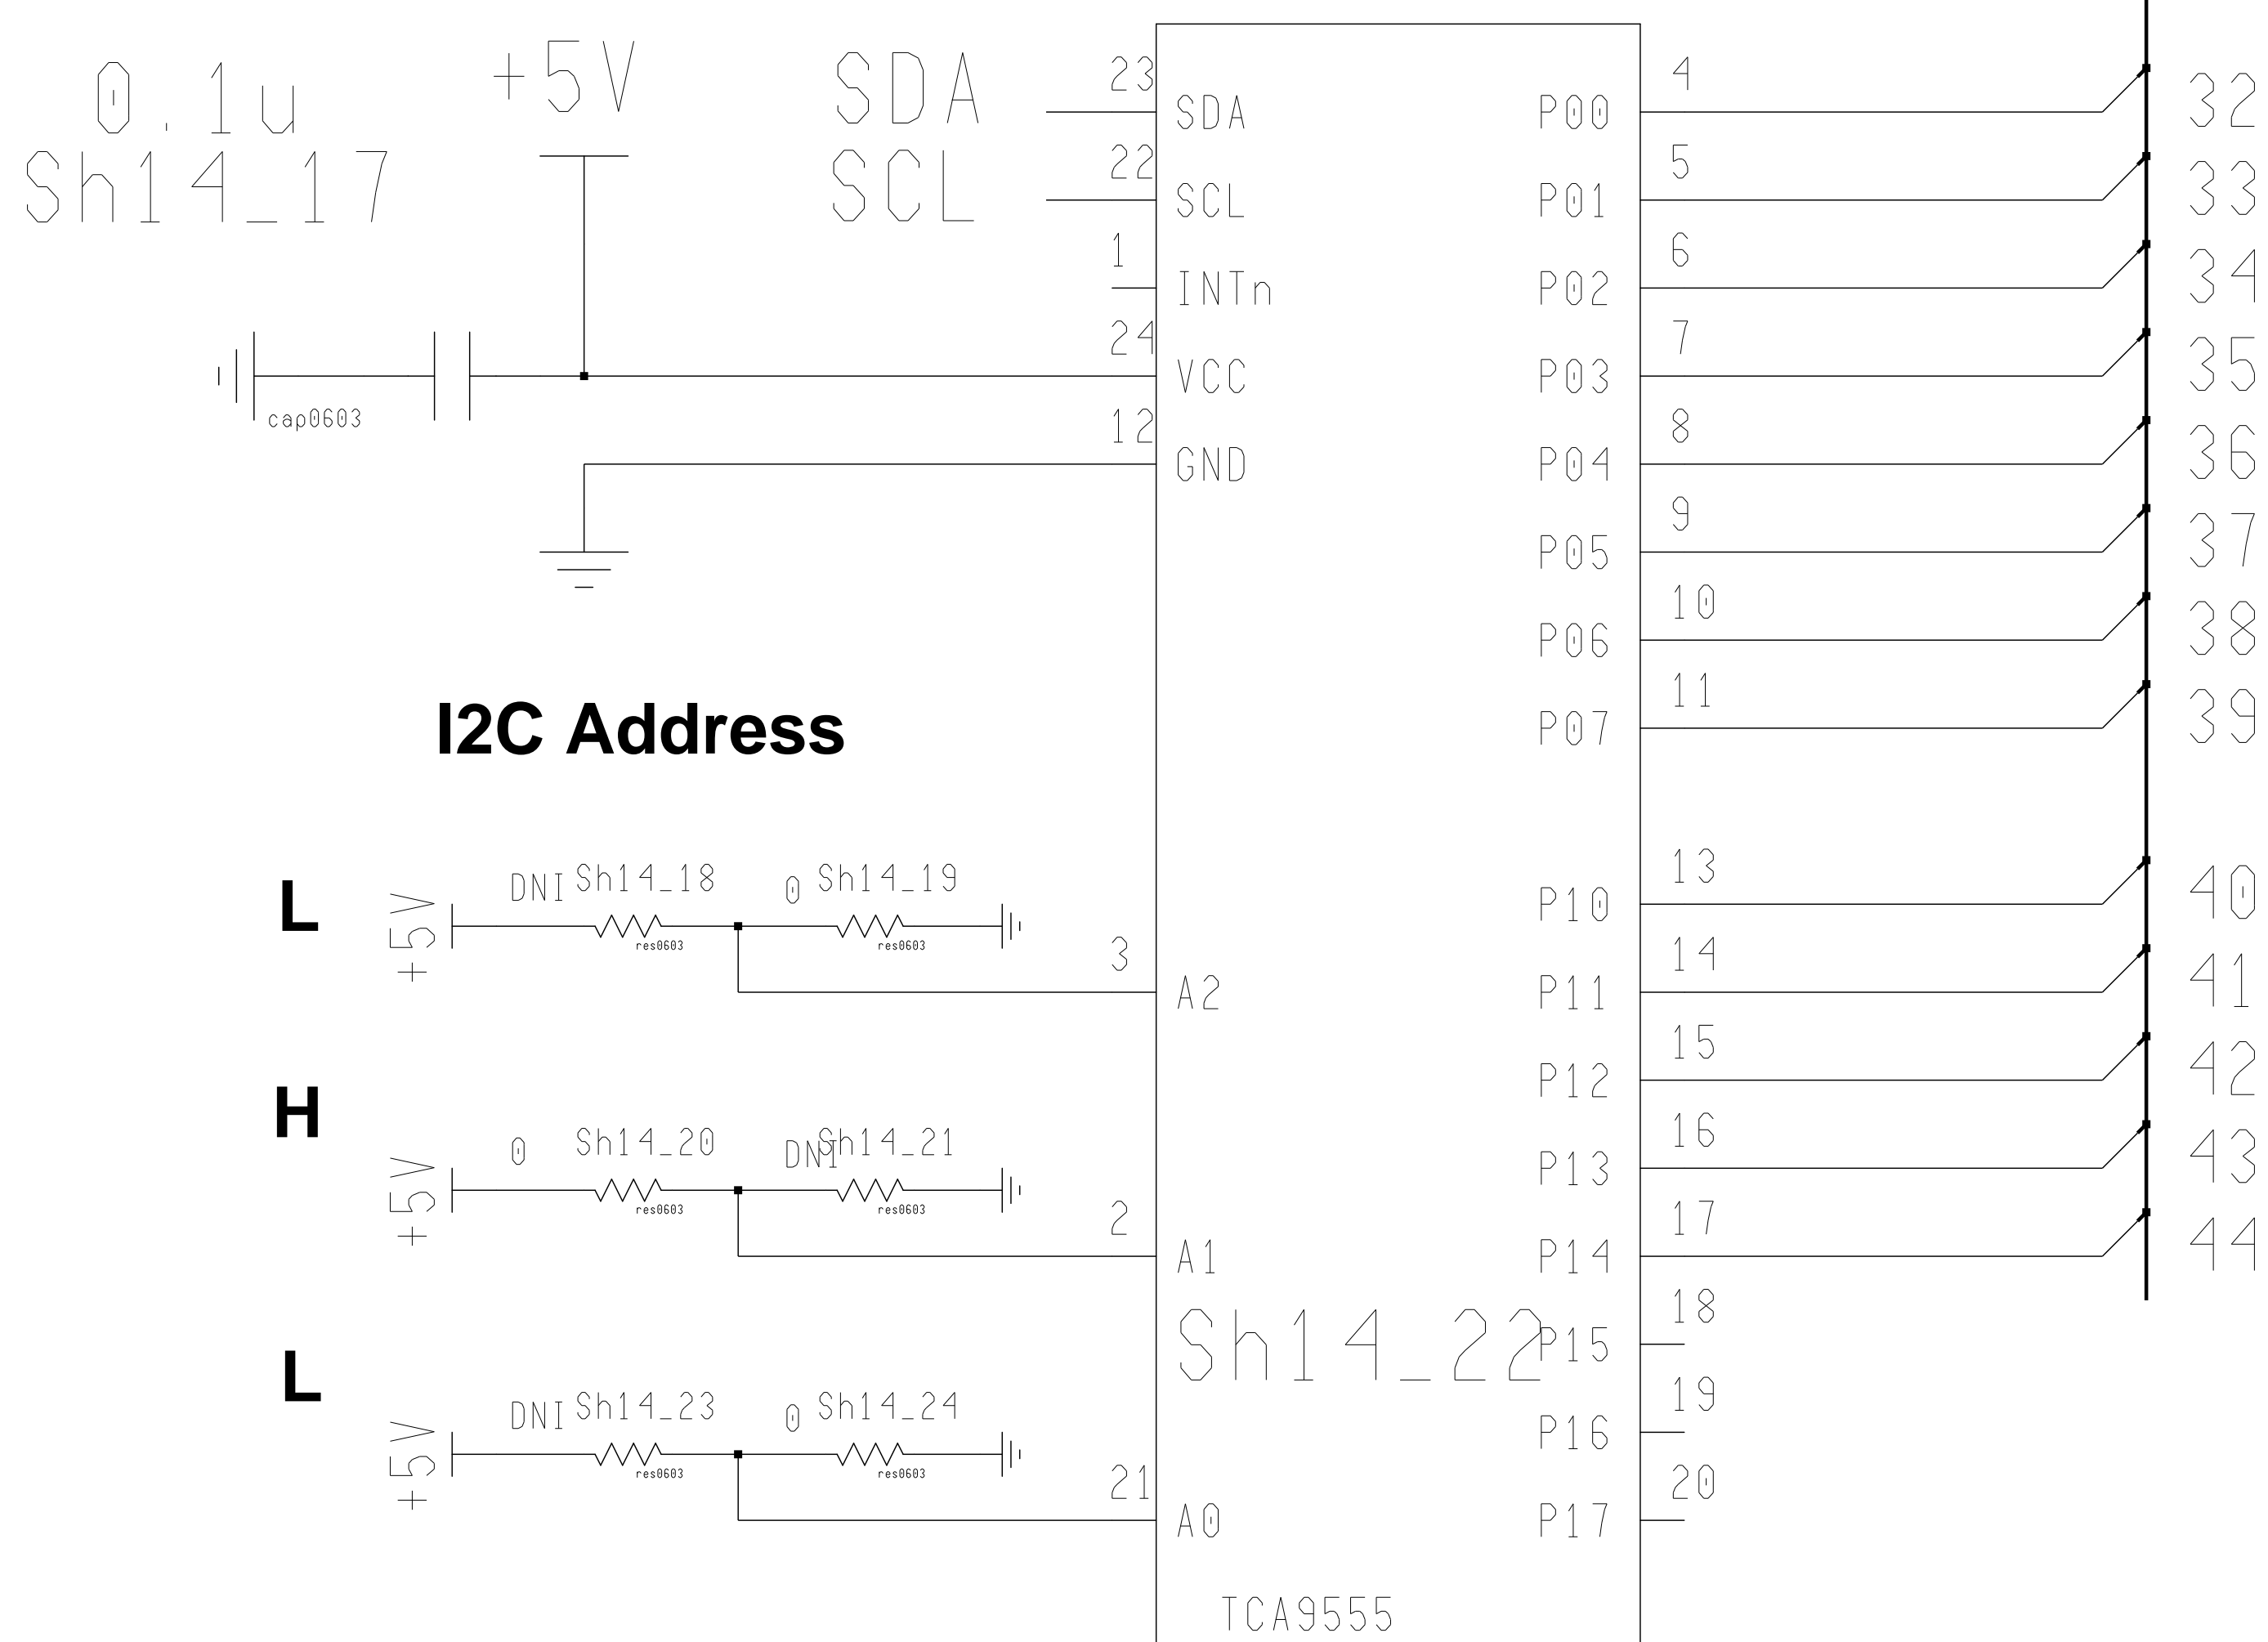 0.1u
Sh14_17
+5V
SDA
SCL
cap0603
23
22
1
24
12
SDA
SCL
INTn
VCC
GND
P00
P01
P02
P03
P04
P05
P06
P07
4
5
6
7
8
9
10
11
32
33
34
35
36
37
38
39
I2C Address
L
+5V
DNI
Sh14_18
res0603
0
Sh14_19
res0603
3
A2
H
+5V
0
Sh14_20
res0603
DNI
Sh14_21
res0603
2
A1
L
+5V
DNI
Sh14_23
res0603
0
Sh14_24
res0603
21
A0
P10
P11
P12
P13
P14
P15
P16
P17
13
14
15
16
17
18
19
20
40
41
42
43
44
Sh14_22
TCA9555